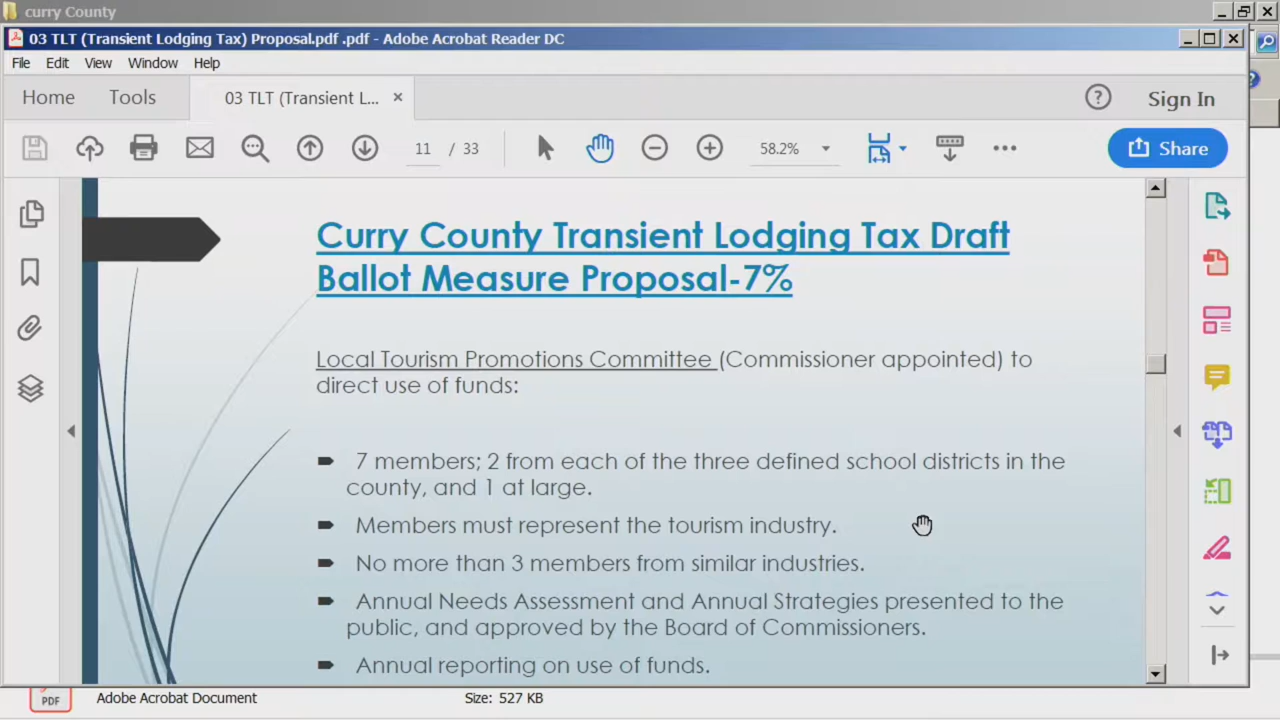 curry County
03 TLT (Transient Lodging Tax) Proposal.pdf .pdf - Adobe Acrobat Reader DC
File Edit View Window Help
Home Tools 03 TLT (Transient L... × Sign In
11 / 33 58.2% Share
Curry County Transient Lodging Tax Draft
Ballot Measure Proposal-7%
Local Tourism Promotions Committee (Commissioner appointed) to
direct use of funds:
7 members; 2 from each of the three defined school districts in the
county, and 1 at large.
Members must represent the tourism industry.
No more than 3 members from similar industries.
Annual Needs Assessment and Annual Strategies presented to the
public, and approved by the Board of Commissioners.
Annual reporting on use of funds.
PDF Adobe Acrobat Document Size: 527 KB